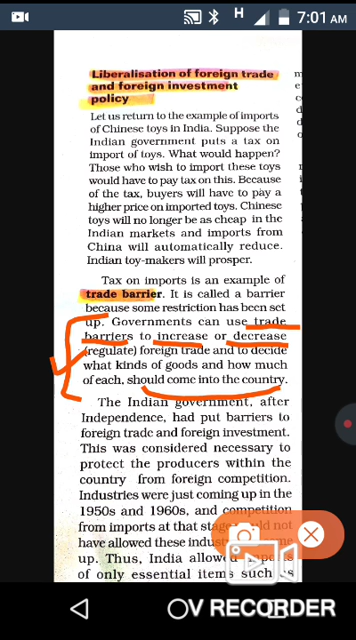 H 7:01 AM
Liberalisation of foreign trade
and foreign investment
policy
Let us return to the example of imports
of Chinese toys in India. Suppose the
Indian government puts a tax on
import of toys. What would happen?
Those who wish to import these toys
would have to pay tax on this. Because
of the tax, buyers will have to pay a
higher price on imported toys. Chinese
toys will no longer be as cheap in the
Indian markets and imports from
China will automatically reduce.
Indian toy-makers will prosper.
Tax on imports is an example of
trade barrier. It is called a barrier
because some restriction has been set
up. Governments can use trade
barriers to increase or decrease
(regulate) foreign trade and to decide
what kinds of goods and how much
of each, should come into the country.
The Indian government, after
Independence, had put barriers to
foreign trade and foreign investment.
This was considered necessary to
protect the producers within the
country from foreign competition.
Industries were just coming up in the
1950s and 1960s, and competition
from imports at that
have allowed these
up. Thus, India allowed
of only essential items such as
V RECORDER